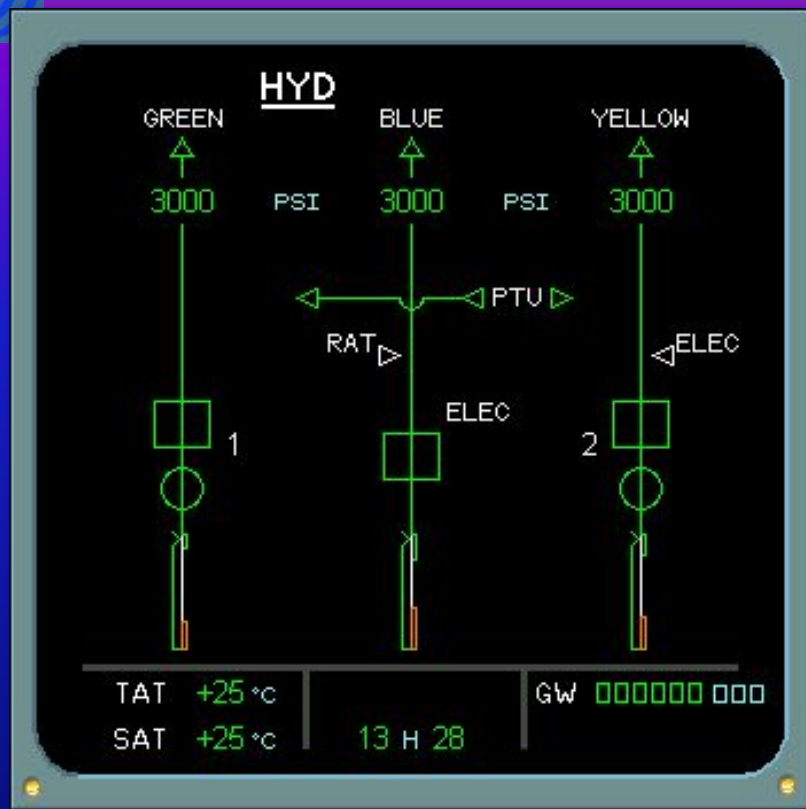 HYD
GREEN BLUE YELLOW
3000 PSI 3000 PSI 3000
PTU
RAT ELEC
ELEC
1 2
TAT +25 °C GW
SAT +25 °C 13 H 28